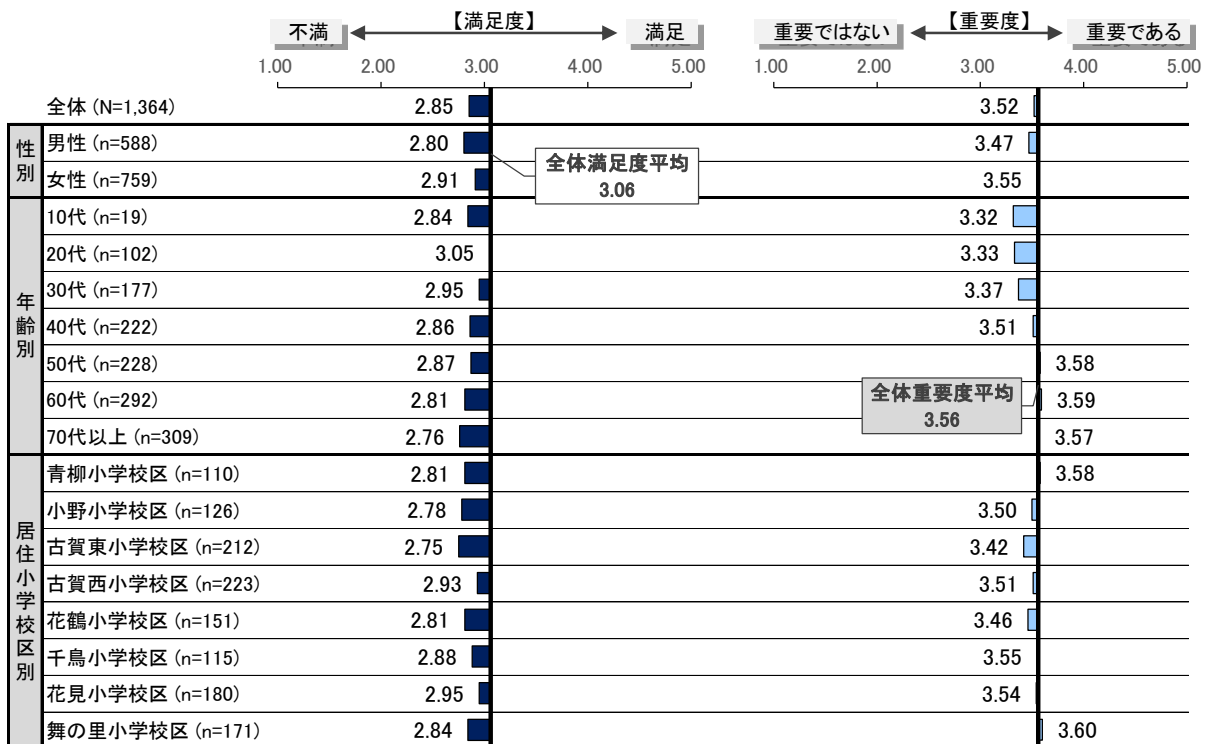 【満足度】 【重要度】
不満 満足 重要ではない 重要である
1.00 2.00 3.00 4.00 5.00 1.00 2.00 3.00 4.00 5.00
全体 (N=1,364) 2.85 3.52
性別
男性 (n=588) 2.80 3.47
全体満足度平均
3.06
女性 (n=759) 2.91 3.55
年齢別
10代 (n=19) 2.84 3.32
20代 (n=102) 3.05 3.33
30代 (n=177) 2.95 3.37
40代 (n=222) 2.86 3.51
50代 (n=228) 2.87 3.58
全体重要度平均
3.56
60代 (n=292) 2.81 3.59
70代以上 (n=309) 2.76 3.57
居住小学校区別
青柳小学校区 (n=110) 2.81 3.58
小野小学校区 (n=126) 2.78 3.50
古賀東小学校区 (n=212) 2.75 3.42
古賀西小学校区 (n=223) 2.93 3.51
花鶴小学校区 (n=151) 2.81 3.46
千鳥小学校区 (n=115) 2.88 3.55
花見小学校区 (n=180) 2.95 3.54
舞の里小学校区 (n=171) 2.84 3.60